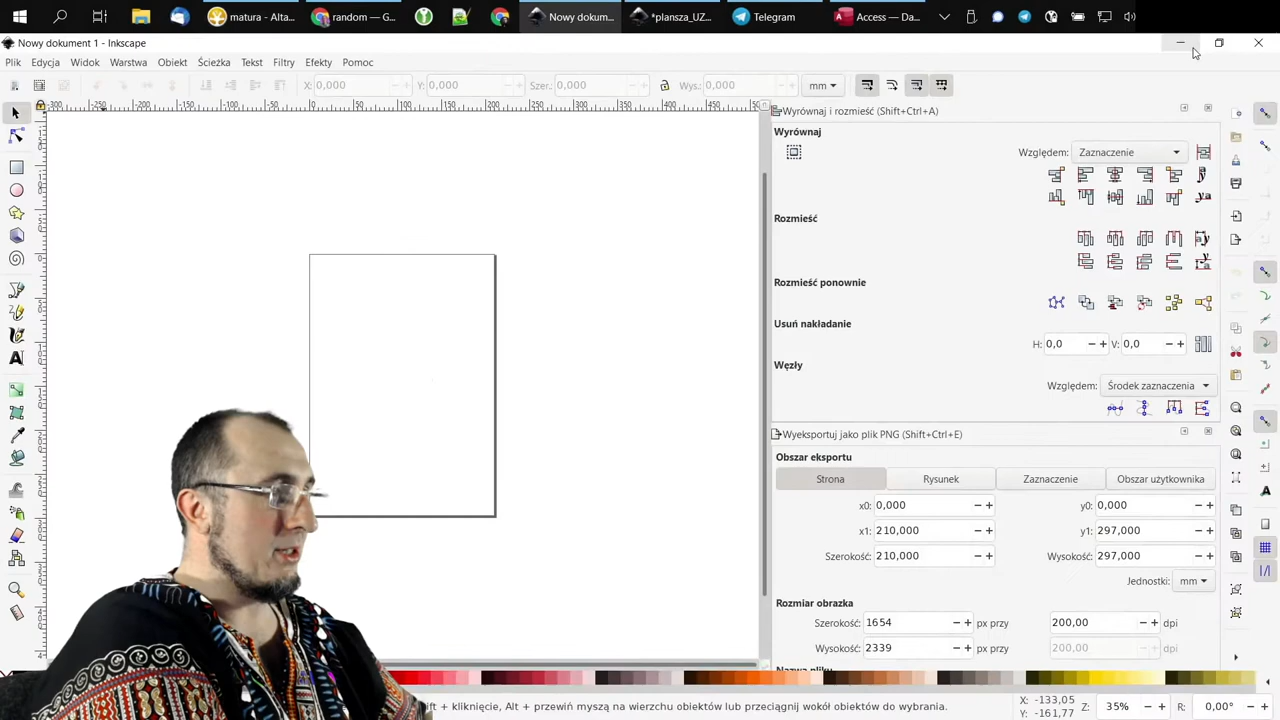 matura - Alta...
random — G...
Nowy dokum...
*plansza_UZ...
Telegram
Access — Da...
Nowy dokument 1 - Inkscape
Plik Edycja Widok Warstwa Obiekt Ścieżka Tekst Filtry Efekty Pomoc
X: 0,000 Y: 0,000 Szer.: 0,000 Wys.: 0,000 mm
Wyrównaj i rozmieść (Shift+Ctrl+A)
Wyrównaj
Względem: Zaznaczenie
Rozmieść
Rozmieść ponownie
Usuń nakładanie
H: 0,0 V: 0,0
Węzły
Względem: Środek zaznaczenia
Wyeksportuj jako plik PNG (Shift+Ctrl+E)
Obszar eksportu
Strona Rysunek Zaznaczenie Obszar użytkownika
x0: 0,000 y0: 0,000
x1: 210,000 y1: 297,000
Szerokość: 210,000 Wysokość: 297,000
Jednostki: mm
Rozmiar obrazka
Szerokość: 1654 px przy 200,00 dpi
Wysokość: 2339 px przy 200,00 dpi
+ kliknięcie, Alt + przewiń myszą na wierzchu obiektów lub przeciągnij wokół obiektów do wybrania.
X: -133,05
Y: -161,77
Z: 35% R: 0,00°